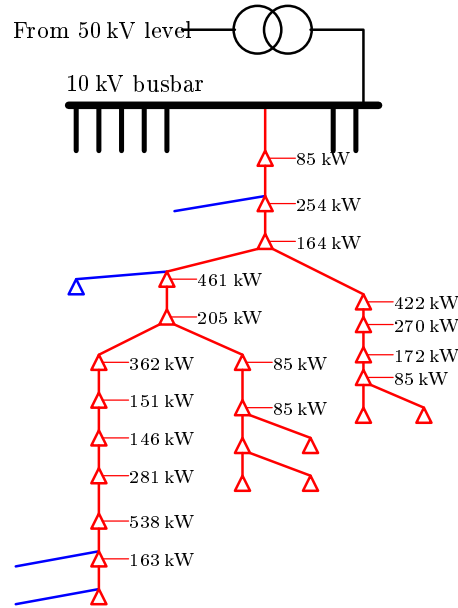 From 50 kV level
10 kV busbar
85 kW
254 kW
164 kW
461 kW
205 kW
422 kW
270 kW
172 kW
85 kW
362 kW
85 kW
151 kW
85 kW
146 kW
281 kW
538 kW
163 kW